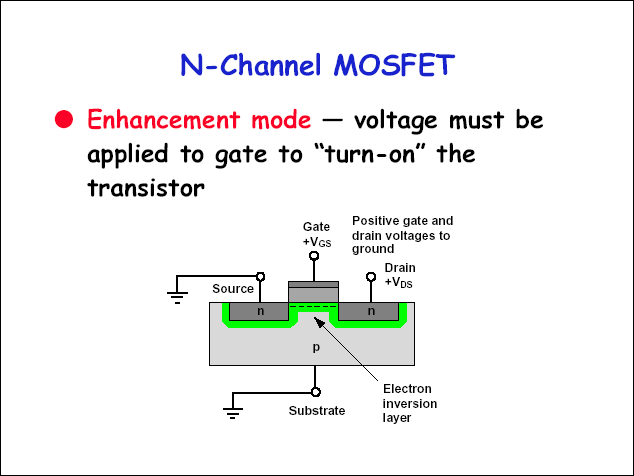 N-Channel MOSFET
● Enhancement mode — voltage must be
applied to gate to “turn-on” the
transistor
Gate
+VGS
Positive gate and
drain voltages to
ground
Source
Drain
+VDS
n
n
p
Substrate
Electron
inversion
layer